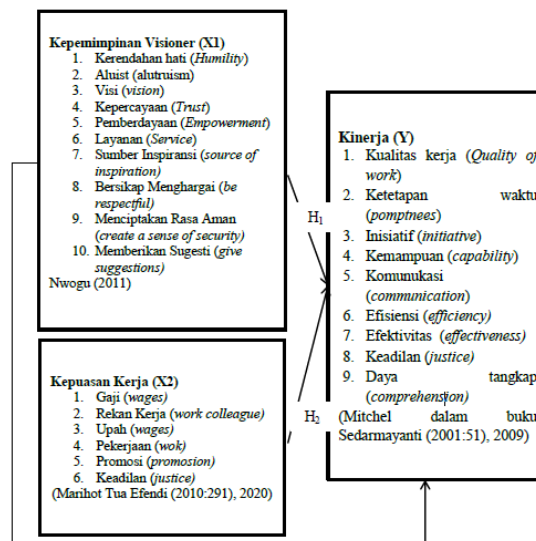 Kepemimpinan Visioner (X1)
1. Kerendahan hati (Humility)
2. Aluist (alutruism)
3. Visi (vision)
4. Kepercayaan (Trust)
5. Pemberdayaan (Empowerment)
6. Layanan (Service)
7. Sumber Inspiransi (source of
inspiration)
8. Bersikap Menghargai (be
respectful)
9. Menciptakan Rasa Aman
(create a sense of security)
10. Memberikan Sugesti (give
suggestions)
Nwogu (2011)
Kepuasan Kerja (X2)
1. Gaji (wages)
2. Rekan Kerja (work colleague)
3. Upah (wages)
4. Pekerjaan (wok)
5. Promosi (promosion)
6. Keadilan (justice)
(Marihot Tua Efendi (2010:291), 2020)
H1
H2
Kinerja (Y)
1. Kualitas kerja (Quality of
work)
2. Ketetapan waktu
(pomptnees)
3. Inisiatif (initiative)
4. Kemampuan (capability)
5. Komunukasi
(communication)
6. Efisiensi (efficiency)
7. Efektivitas (effectiveness)
8. Keadilan (justice)
9. Daya tangkap
(comprehenstion)
(Mitchel dalam buku
Sedarmayanti (2001:51), 2009)